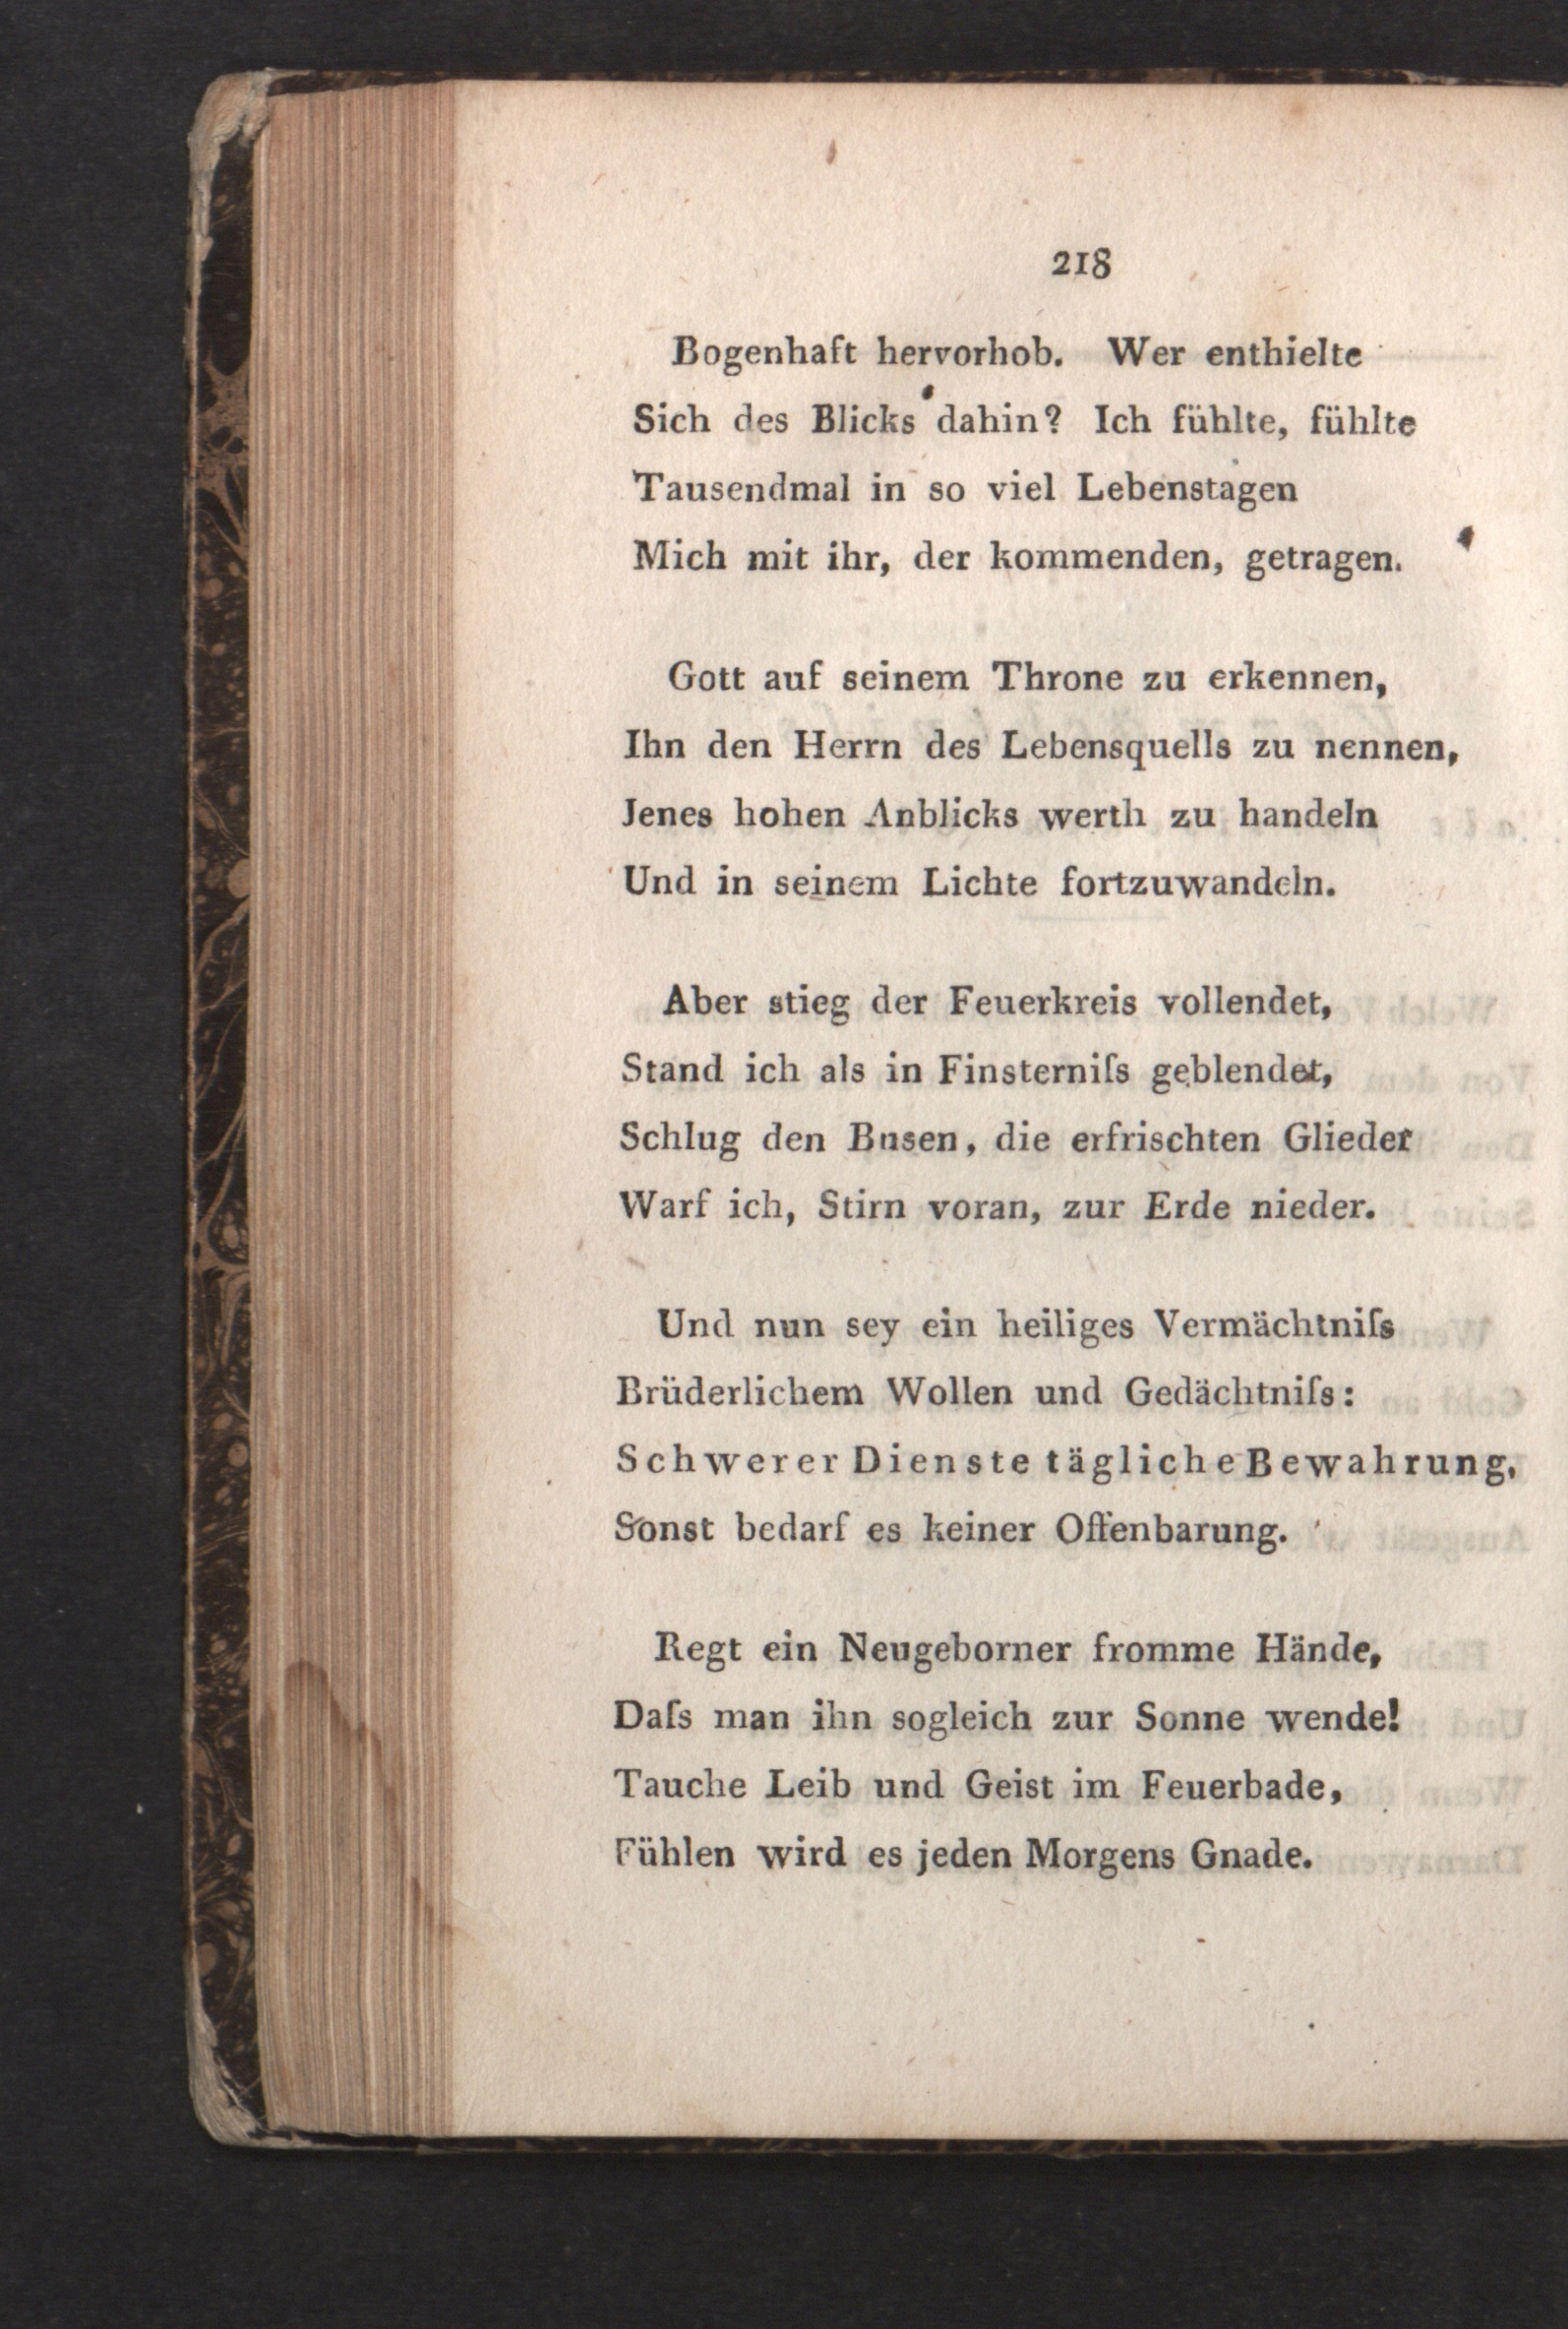 218
Bogenhaft hervorhob. Wer enthielte
Sich des Blicks dahin? Ich fühlte, fühlte
Tausendmal in so viel Lebenstagen
Mich mit ihr, der kommenden, getragen.
Gott auf seinem Throne zu erkennen,
Ihn den Herrn des Lebensquells zu nennen,
Jenes hohen Anblicks werth zu handeln
Und in seinem Lichte fortzuwandeln.
Aber stieg der Feuerkreis vollendet,
Stand ich als in Finsterniſs geblendet,
Schlug den Busen, die erfrischten Glieder
Warf ich, Stirn voran, zur Erde nieder.
Und nun sey ein heiliges Vermächtniſs
Brüderlichem Wollen und Gedächtniſs:
Schwerer Dienste tägliche Bewahrung,
Sonst bedarf es keiner Offenbarung.
Regt ein Neugeborner fromme Hände,
Daſs man ihn sogleich zur Sonne wende!
Tauche Leib und Geist im Feuerbade,
Fühlen wird es jeden Morgens Gnade.